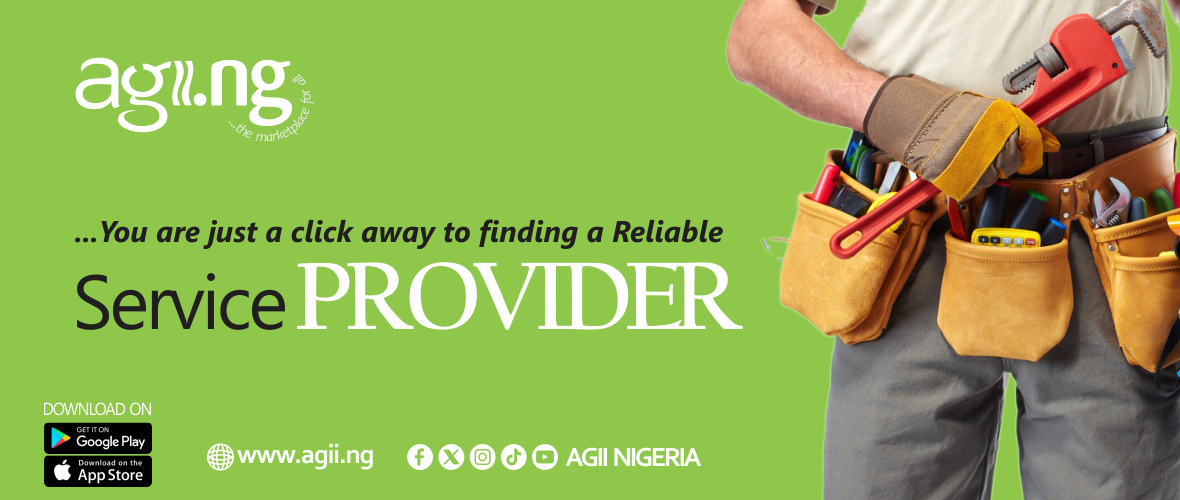 agii.ng
...the marketplace for all
...You are just a click away to finding a Reliable
Service PROVIDER
DOWNLOAD ON
GET IT ON
Google Play
Download on the
App Store
www.agii.ng
AGII NIGERIA